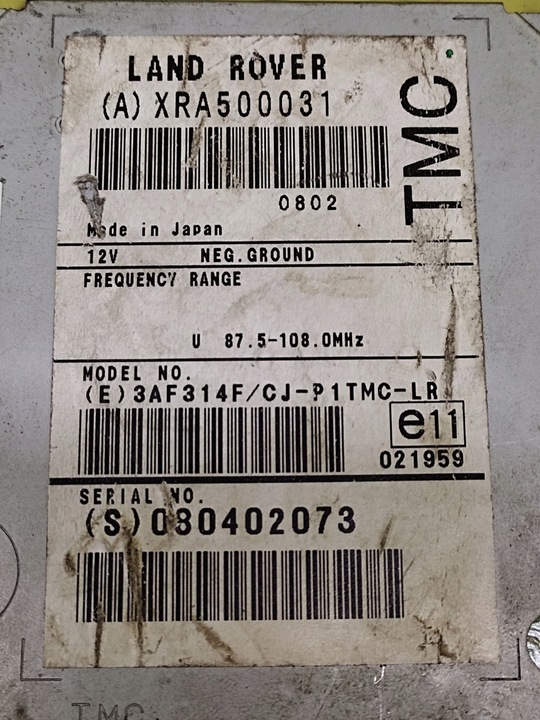 LAND ROVER
(A) XRA500031
TMC
0802
Made in Japan
12V NEG.GROUND
FREQUENCY RANGE
U 87.5-108.0MHz
MODEL NO.
(E)3AF314F/CJ-P1TMC-LR
e11
021959
SERIAL NO.
(S)080402073
TMC